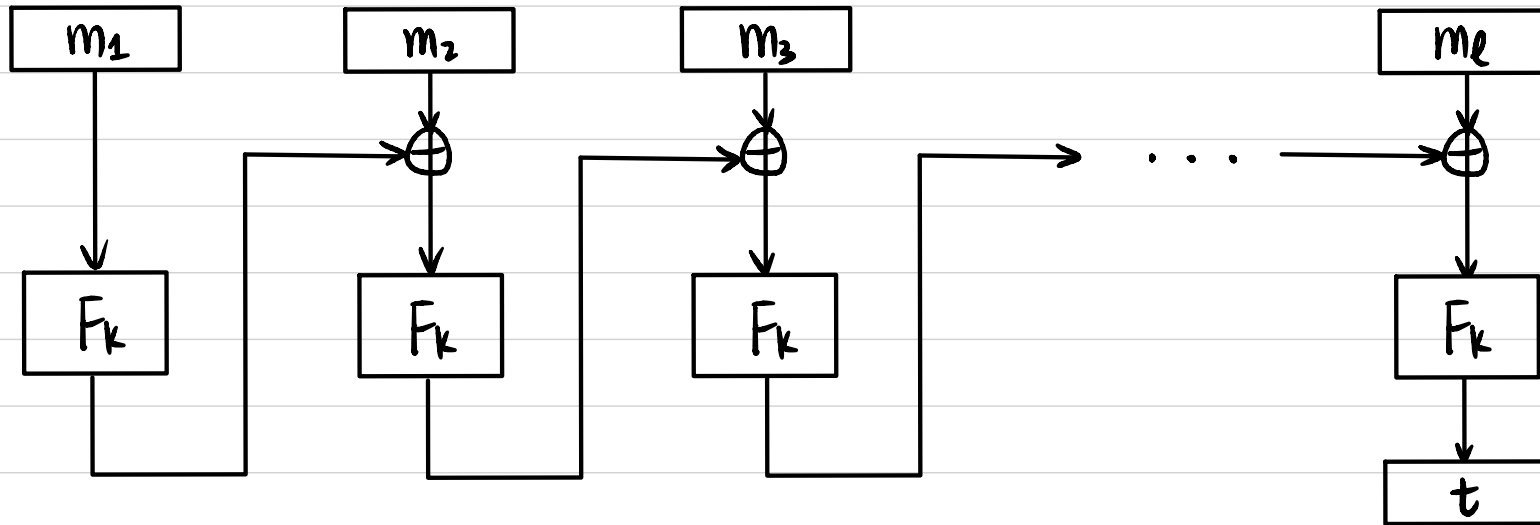 m₁ m₂ m₃ . . . mℓ
Fₖ Fₖ Fₖ Fₖ
t